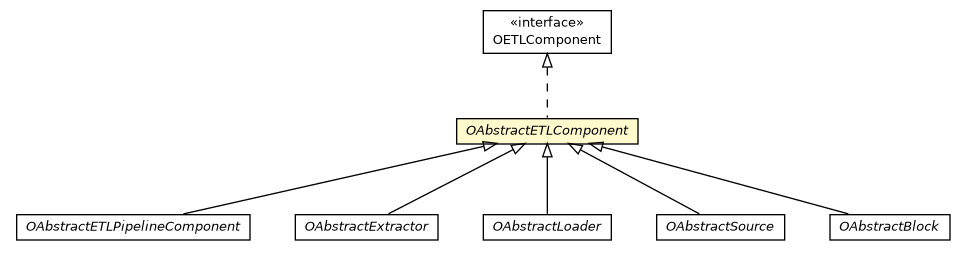 «interface»
OETLComponent
OAbstractETLComponent
OAbstractETLPipelineComponent
OAbstractExtractor
OAbstractLoader
OAbstractSource
OAbstractBlock